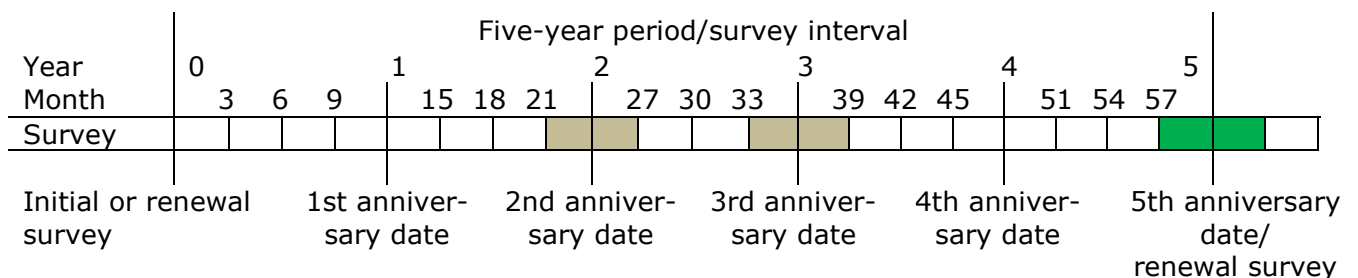 Five-year period/survey interval
Year 0 1 2 3 4 5
Month 3 6 9 15 18 21 27 30 33 39 42 45 51 54 57
Survey
Initial or renewal 1st anniver- 2nd anniver- 3rd anniver- 4th anniver- 5th anniversary
survey sary date sary date sary date sary date date/
renewal survey